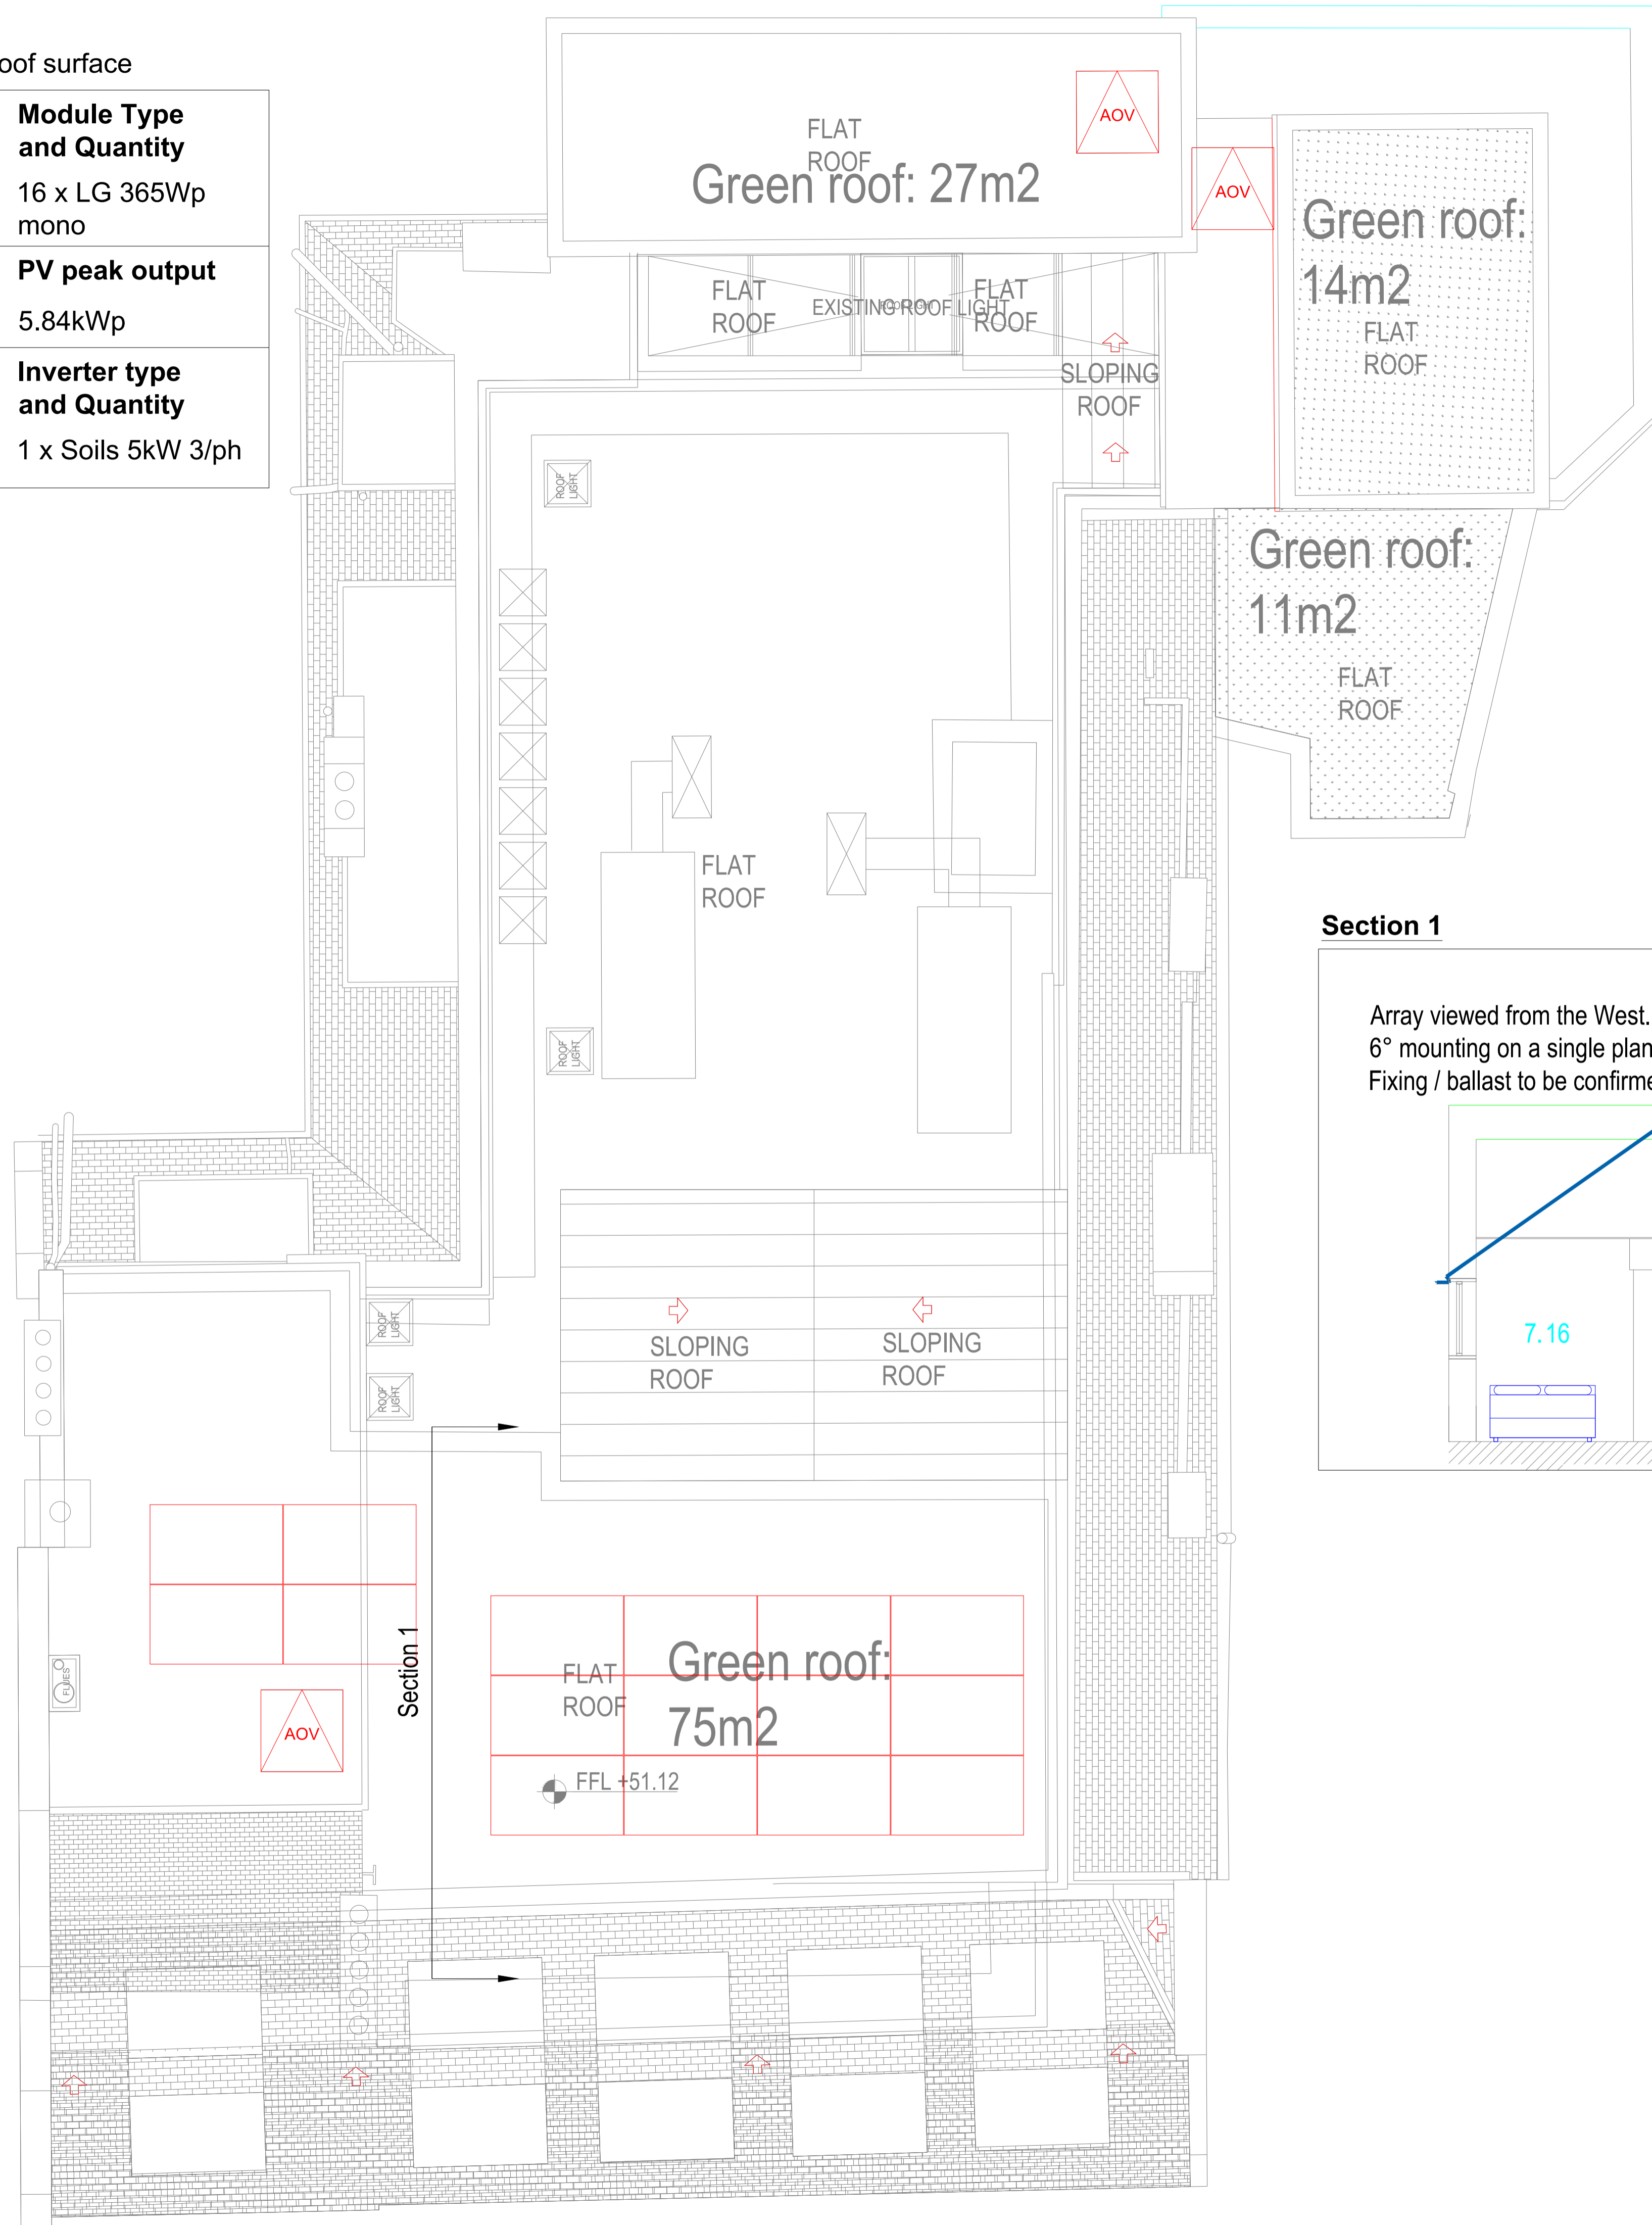 oof surface
Module Type
and Quantity
16 x LG 365Wp
mono
PV peak output
5.84kWp
Inverter type
and Quantity
1 x Soils 5kW 3/ph
FLAT
ROOF
Green roof: 27m2
AOV
AOV
Green roof:
14m2
FLAT
ROOF
FLAT
ROOF
EXISTING ROOF LIGHT
ROOF LIGHT
FLAT
ROOF
SLOPING
ROOF
ROOF
LIGHT
Green roof:
11m2
FLAT
ROOF
FLAT
ROOF
ROOF
LIGHT
Section 1
Array viewed from the West.
6° mounting on a single plan
Fixing / ballast to be confirme
7.16
ROOF
LIGHT
SLOPING
ROOF
SLOPING
ROOF
ROOF
LIGHT
Section 1
FLUES
AOV
FLAT
ROOF
Green roof:
75m2
FFL +51.12